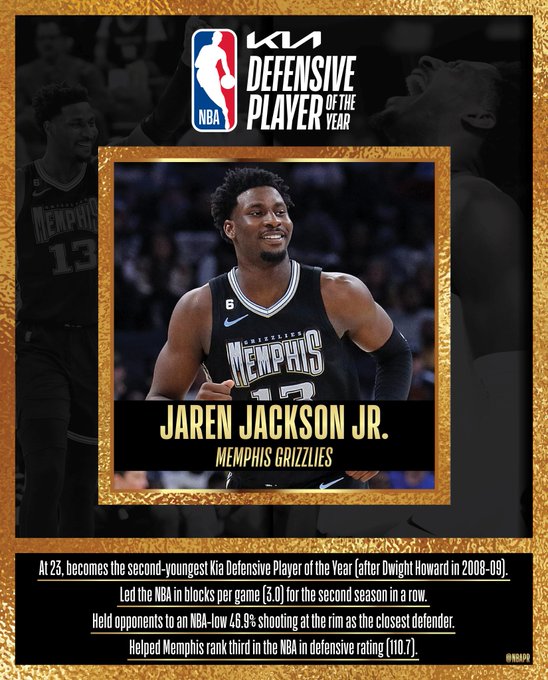 KIA
NBA
DEFENSIVE
PLAYER OF THE YEAR
MEMPHIS
13
6
GRIZZLIES
MEMPHIS
13
JAREN JACKSON JR.
MEMPHIS GRIZZLIES
At 23, becomes the second-youngest Kia Defensive Player of the Year (after Dwight Howard in 2008-09).
Led the NBA in blocks per game (3.0) for the second season in a row.
Held opponents to an NBA-low 46.9% shooting at the rim as the closest defender.
Helped Memphis rank third in the NBA in defensive rating (110.7).
@NBAPR